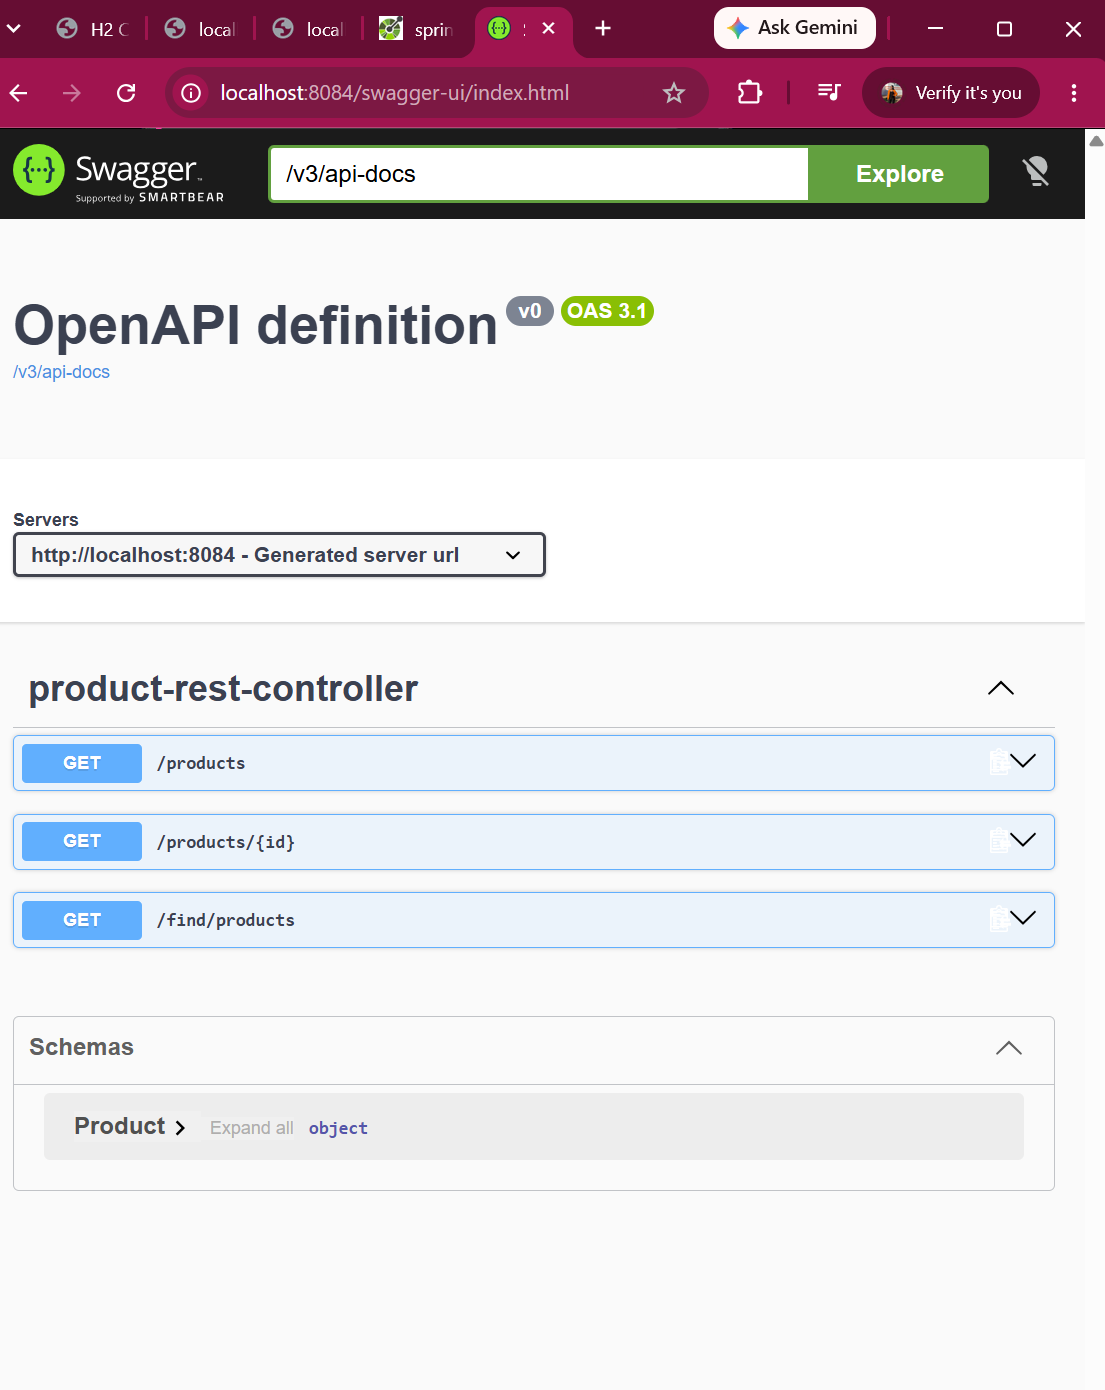 H2 C
local
local
sprin
Ask Gemini
localhost:8084/swagger-ui/index.html
Verify it's you
Swagger
Supported by SMARTBEAR
/v3/api-docs
Explore
OpenAPI definition v0 OAS 3.1
/v3/api-docs
Servers
http://localhost:8084 - Generated server url
product-rest-controller
GET /products
GET /products/{id}
GET /find/products
Schemas
Product Expand all object